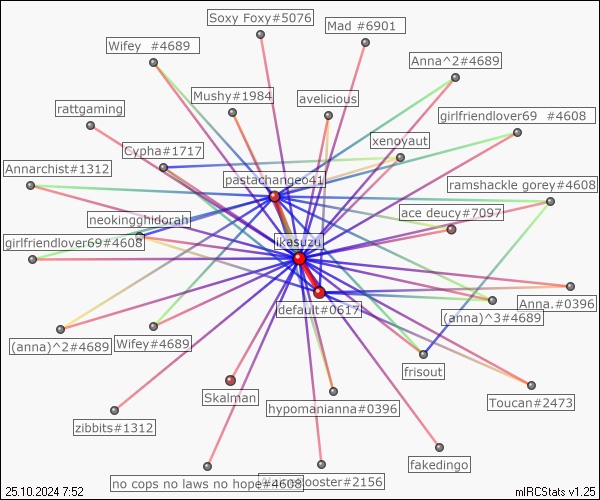 Soxy Foxy#5076
Mad #6901
Wifey #4689
Anna^2#4689
Mushy#1984
avelicious
rattgaming
girlfriendlover69 #4608
xenoyaut
Cypha#1717
Annarchist#1312
pastachangeo41
ramshackle gorey#4608
neokingghidorah
ace deucy#7097
girlfriendlover69#4608
ikasuzu
Anna.#0396
default#0617
(anna)^3#4689
(anna)^2#4689
Wifey#4689
frisout
Skalman
Toucan#2473
hypomanianna#0396
zibbits#1312
fakedingo
no cops no laws no hope#4608
rooster#2156
25.10.2024 7:52
mIRCStats v1.25